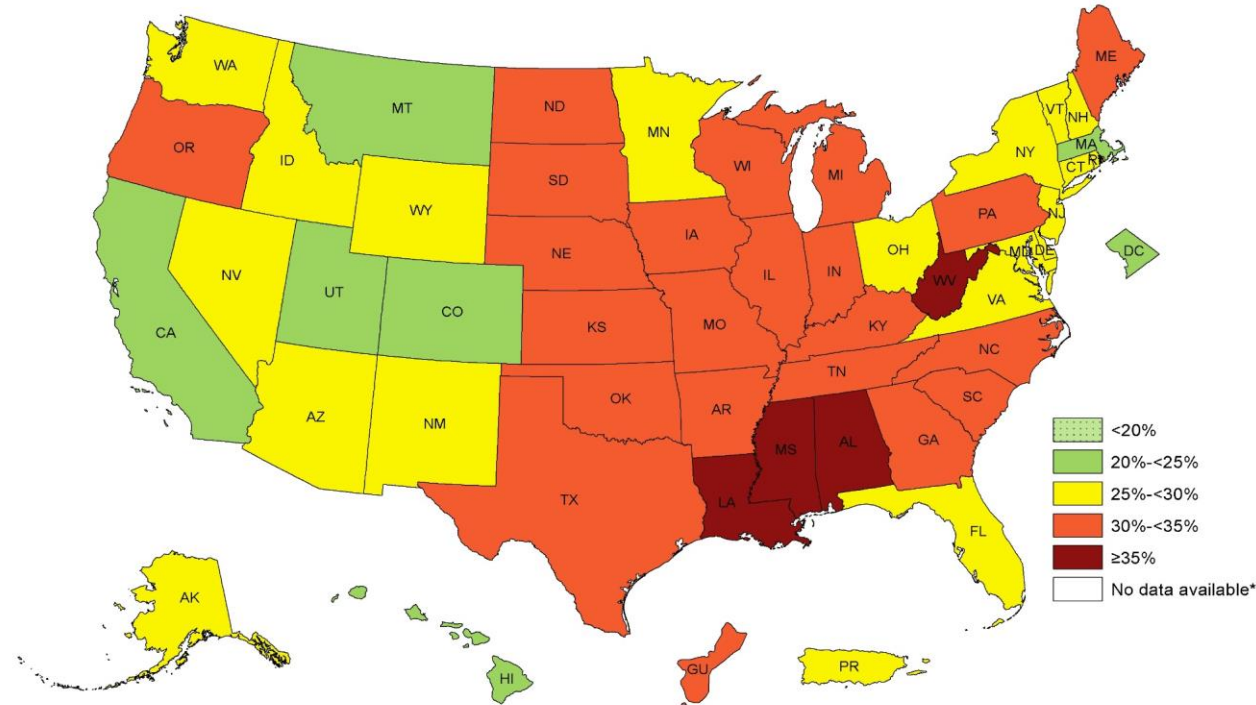 WA
MT
ND
MN
ME
VT
NH
OR
ID
SD
WI
MI
NY
MA
CT
WY
IA
PA
NJ
NE
OH
MD
DE
DC
NV
UT
CO
IL
IN
WV
VA
CA
KS
MO
KY
NC
TN
SC
AZ
NM
OK
AR
GA
MS
AL
TX
LA
FL
<20%
20%-<25%
25%-<30%
30%-<35%
≥35%
No data available*
AK
HI
GU
PR